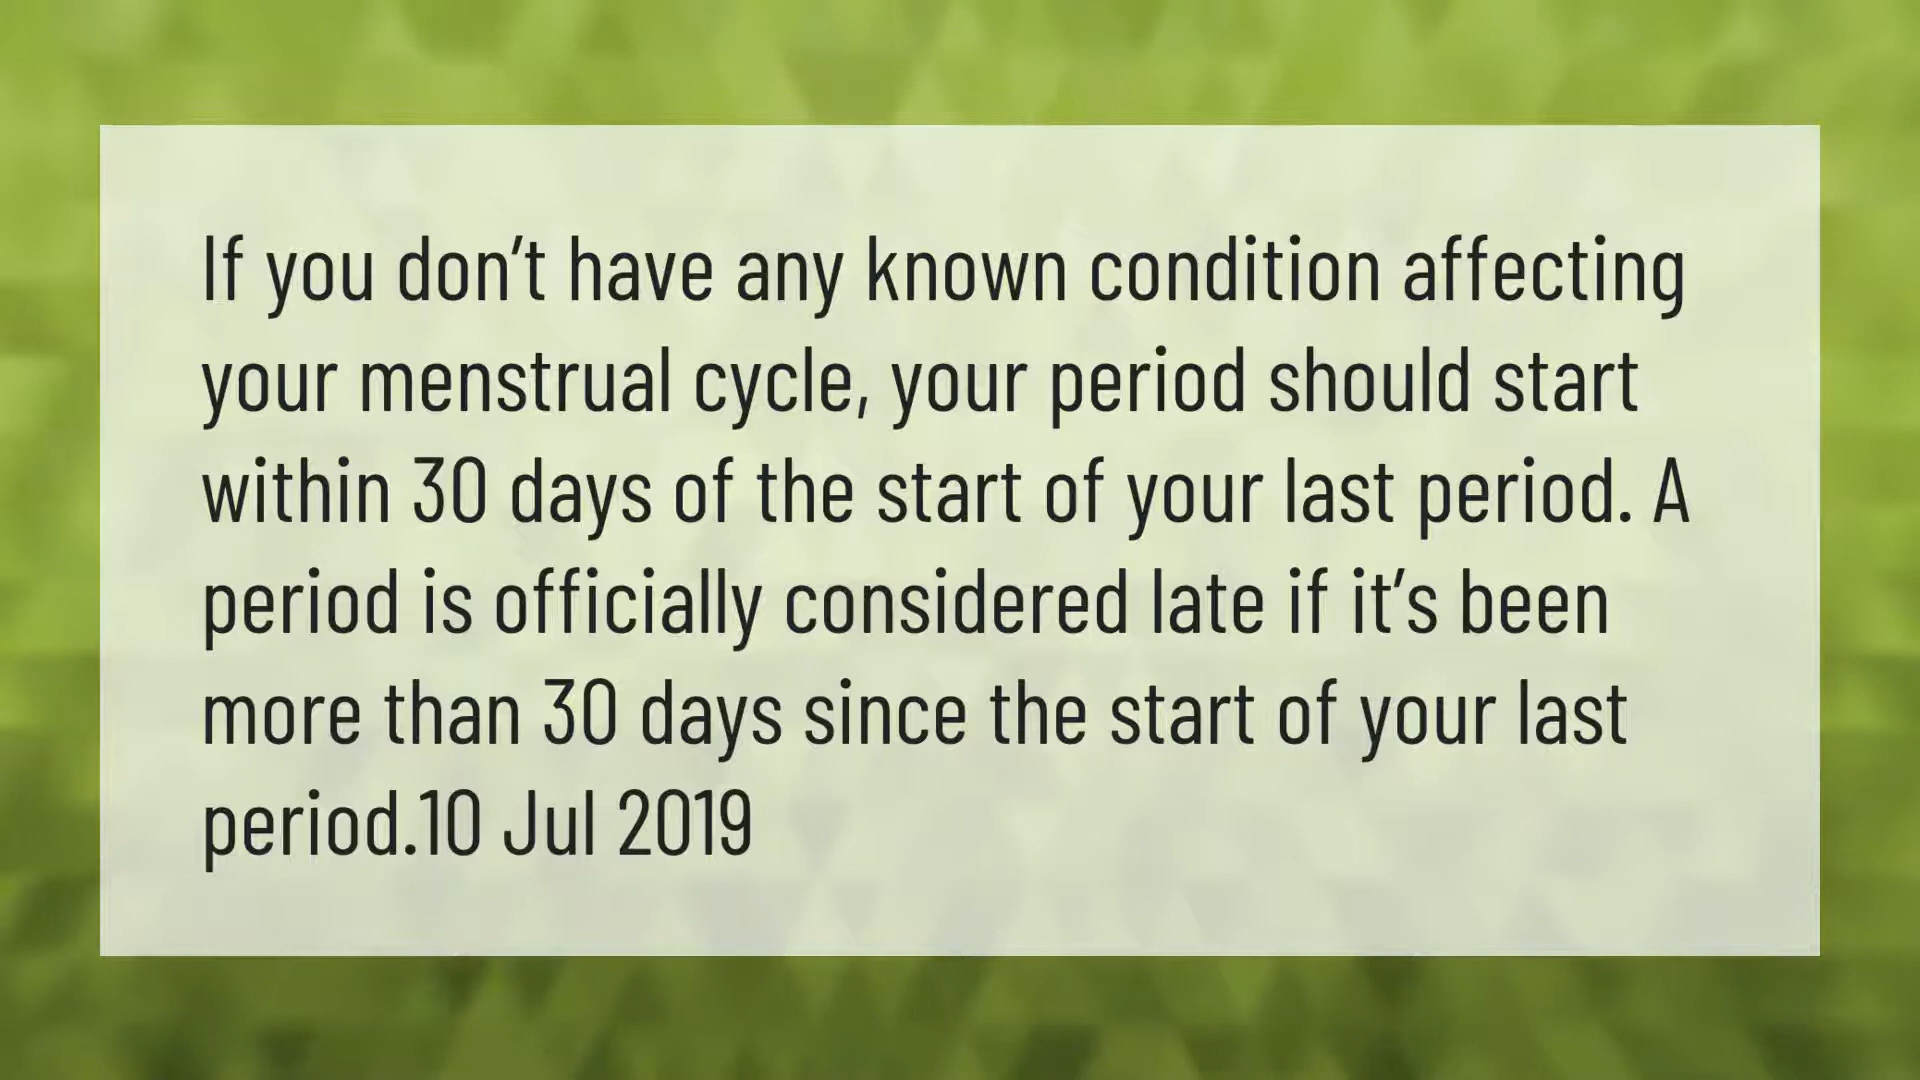 If you don’t have any known condition affecting
your menstrual cycle, your period should start
within 30 days of the start of your last period. A
period is officially considered late if it’s been
more than 30 days since the start of your last
period.10 Jul 2019